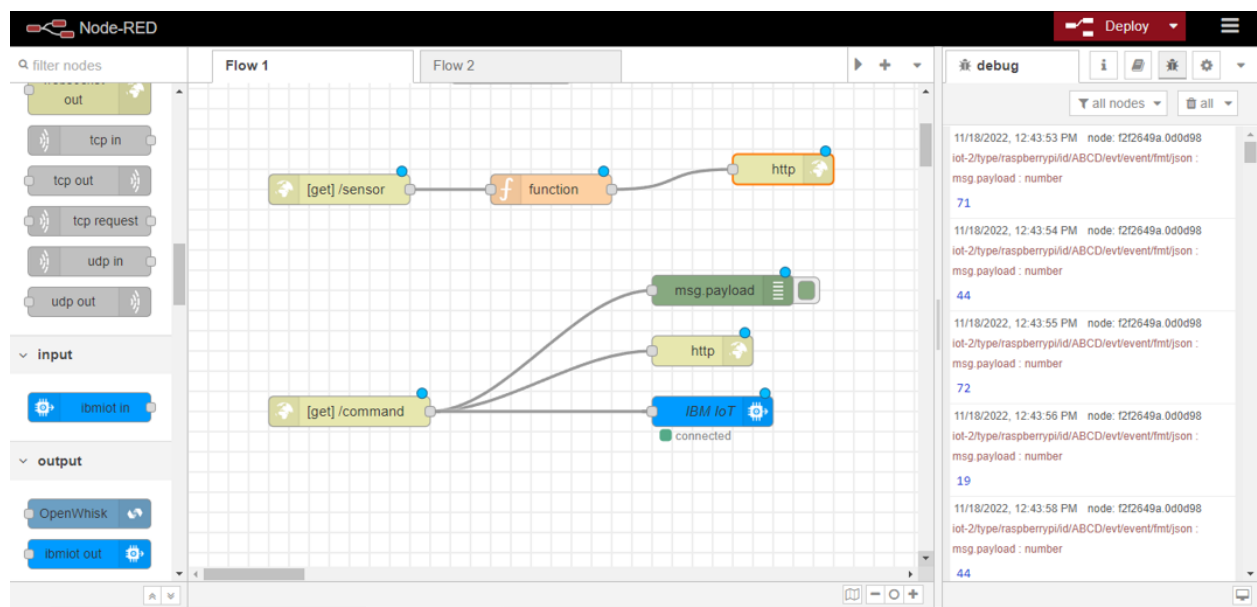 Node-RED
Deploy
filter nodes
out
tcp in
tcp out
tcp request
udp in
udp out
input
ibmiot in
output
OpenWhisk
ibmiot out
Flow 1
Flow 2
[get] /sensor
function
http
msg.payload
http
[get] /command
IBM IoT
connected
debug
i
all nodes
all
11/18/2022, 12:43:53 PM node: f2f2649a.0d0d98
iot-2/type/raspberrypi/id/ABCD/evt/event/fmt/json :
msg.payload : number
71
11/18/2022, 12:43:54 PM node: f2f2649a.0d0d98
iot-2/type/raspberrypi/id/ABCD/evt/event/fmt/json :
msg.payload : number
44
11/18/2022, 12:43:55 PM node: f2f2649a.0d0d98
iot-2/type/raspberrypi/id/ABCD/evt/event/fmt/json :
msg.payload : number
72
11/18/2022, 12:43:56 PM node: f2f2649a.0d0d98
iot-2/type/raspberrypi/id/ABCD/evt/event/fmt/json :
msg.payload : number
19
11/18/2022, 12:43:58 PM node: f2f2649a.0d0d98
iot-2/type/raspberrypi/id/ABCD/evt/event/fmt/json :
msg.payload : number
44